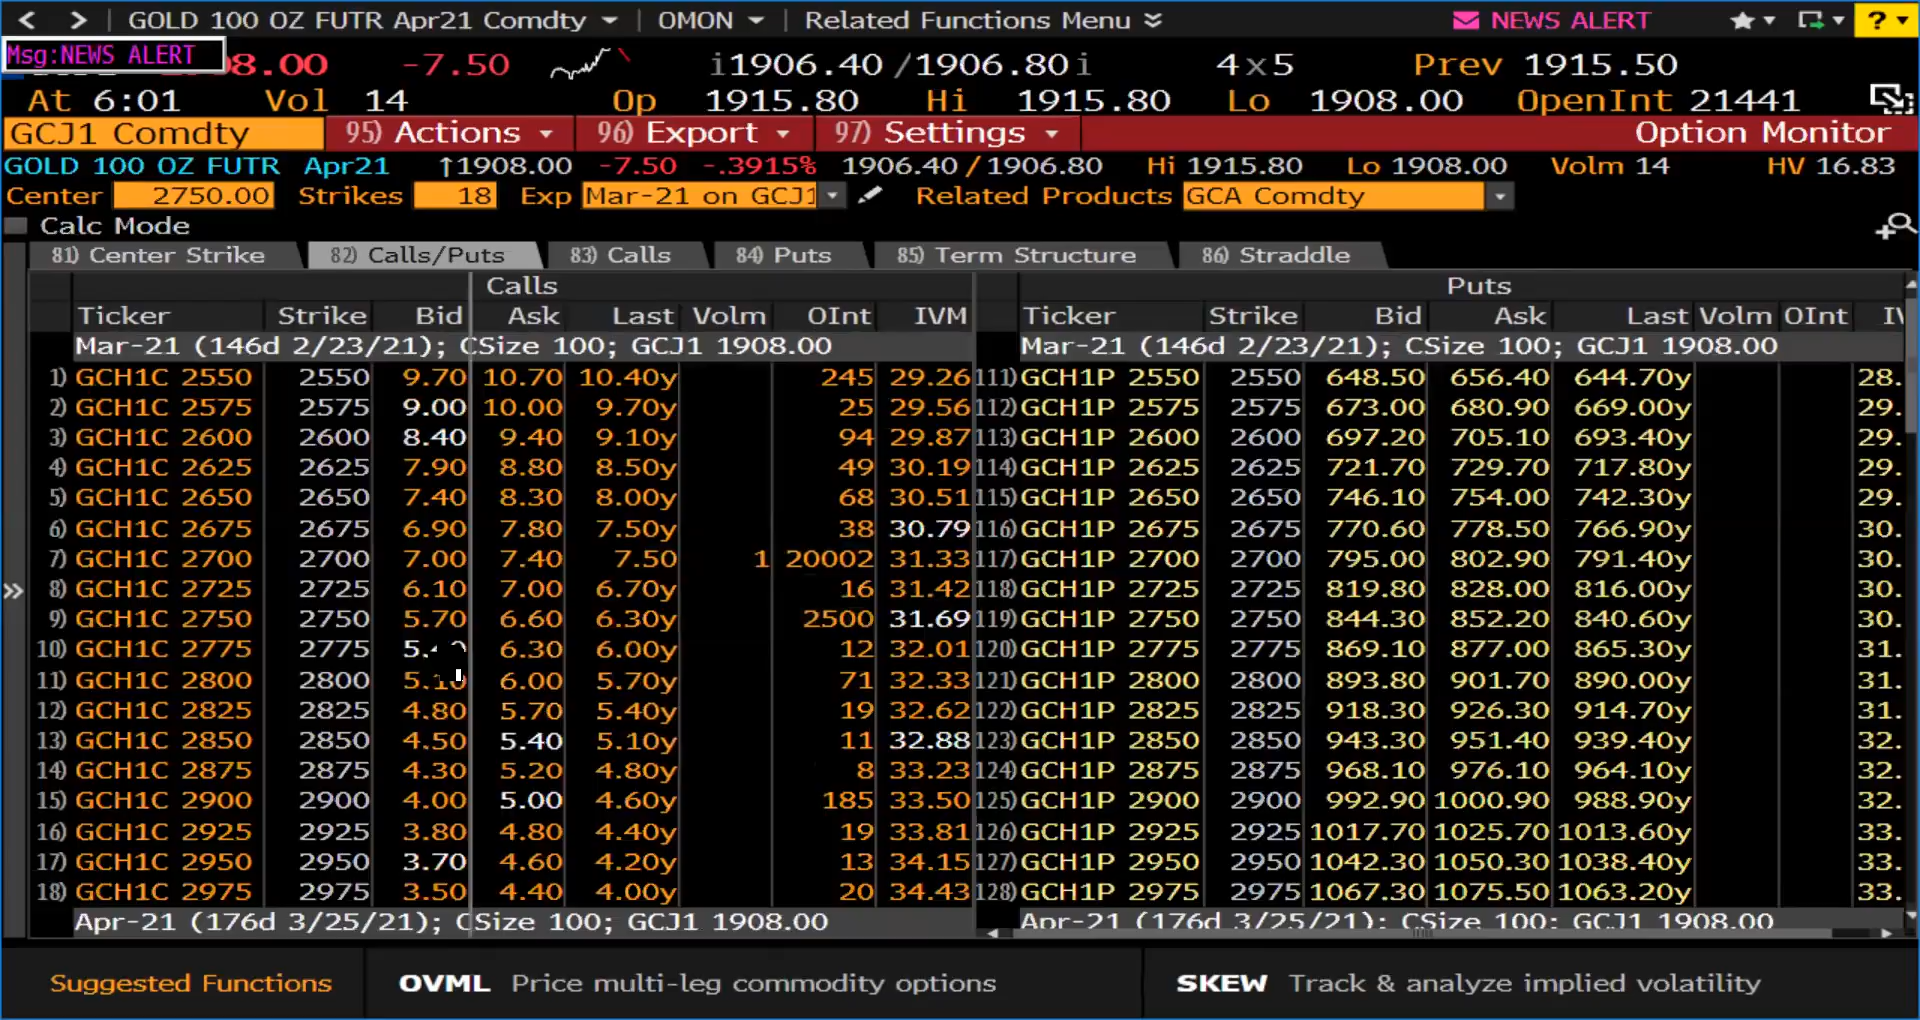 GOLD 100 OZ FUTR Apr21 Comdty OMON Related Functions Menu NEWS ALERT ?
Msg:NEWS ALERT
8.00 -7.50 i1906.40 /1906.80i 4x5 Prev 1915.50
At 6:01 Vol 14 Op 1915.80 Hi 1915.80 Lo 1908.00 OpenInt 21441
GCJ1 Comdty 95) Actions 96) Export 97) Settings Option Monitor
GOLD 100 OZ FUTR Apr21 ↑1908.00 -7.50 -.3915% 1906.40 / 1906.80 Hi 1915.80 Lo 1908.00 Volm 14 HV 16.83
Center 2750.00 Strikes 18 Exp Mar-21 on GCJ1 Related Products GCA Comdty
Calc Mode
81) Center Strike 82) Calls/Puts 83) Calls 84) Puts 85) Term Structure 86) Straddle
Calls Puts
Ticker Strike Bid Ask Last Volm OInt IVM Ticker Strike Bid Ask Last Volm OInt IV
Mar-21 (146d 2/23/21); CSize 100; GCJ1 1908.00 Mar-21 (146d 2/23/21); CSize 100; GCJ1 1908.00
1) GCH1C 2550 2550 9.70 10.70 10.40y 245 29.26 111) GCH1P 2550 2550 648.50 656.40 644.70y 28.
2) GCH1C 2575 2575 9.00 10.00 9.70y 25 29.56 112) GCH1P 2575 2575 673.00 680.90 669.00y 29.
3) GCH1C 2600 2600 8.40 9.40 9.10y 94 29.87 113) GCH1P 2600 2600 697.20 705.10 693.40y 29.
4) GCH1C 2625 2625 7.90 8.80 8.50y 49 30.19 114) GCH1P 2625 2625 721.70 729.70 717.80y 29.
5) GCH1C 2650 2650 7.40 8.30 8.00y 68 30.51 115) GCH1P 2650 2650 746.10 754.00 742.30y 29.
6) GCH1C 2675 2675 6.90 7.80 7.50y 38 30.79 116) GCH1P 2675 2675 770.60 778.50 766.90y 30.
7) GCH1C 2700 2700 7.00 7.40 7.50 1 20002 31.33 117) GCH1P 2700 2700 795.00 802.90 791.40y 30.
8) GCH1C 2725 2725 6.10 7.00 6.70y 16 31.42 118) GCH1P 2725 2725 819.80 828.00 816.00y 30.
9) GCH1C 2750 2750 5.70 6.60 6.30y 2500 31.69 119) GCH1P 2750 2750 844.30 852.20 840.60y 30.
10) GCH1C 2775 2775 6.30 6.00y 12 32.01 120) GCH1P 2775 2775 869.10 877.00 865.30y 31.
11) GCH1C 2800 2800 5.10 6.00 5.70y 71 32.33 121) GCH1P 2800 2800 893.80 901.70 890.00y 31.
12) GCH1C 2825 2825 4.80 5.70 5.40y 19 32.62 122) GCH1P 2825 2825 918.30 926.30 914.70y 31.
13) GCH1C 2850 2850 4.50 5.40 5.10y 11 32.88 123) GCH1P 2850 2850 943.30 951.40 939.40y 32.
14) GCH1C 2875 2875 4.30 5.20 4.80y 8 33.23 124) GCH1P 2875 2875 968.10 976.10 964.10y 32.
15) GCH1C 2900 2900 4.00 5.00 4.60y 185 33.50 125) GCH1P 2900 2900 992.90 1000.90 988.90y 32.
16) GCH1C 2925 2925 3.80 4.80 4.40y 19 33.81 126) GCH1P 2925 2925 1017.70 1025.70 1013.60y 33.
17) GCH1C 2950 2950 3.70 4.60 4.20y 13 34.15 127) GCH1P 2950 2950 1042.30 1050.30 1038.40y 33.
18) GCH1C 2975 2975 3.50 4.40 4.00y 20 34.43 128) GCH1P 2975 2975 1067.30 1075.50 1063.20y 33.
Apr-21 (176d 3/25/21); CSize 100; GCJ1 1908.00 Apr-21 (176d 3/25/21); CSize 100; GCJ1 1908.00
Suggested Functions OVML Price multi-leg commodity options SKEW Track & analyze implied volatility